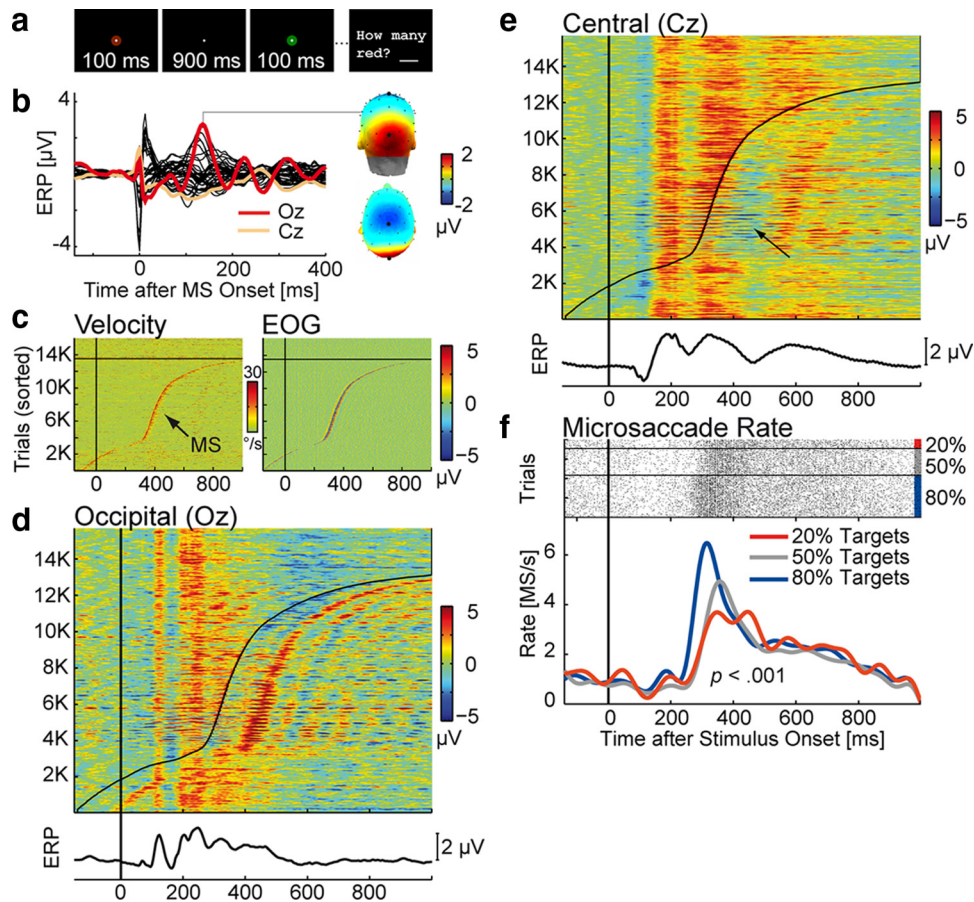 a
100 ms
900 ms
100 ms
...
How many
red? __
b
ERP [µV]
4
0
-4
Oz
Cz
0 200 400
Time after MS Onset [ms]
2
-2
µV
c
Velocity
EOG
Trials (sorted)
14K
10K
6K
2K
MS
30
°/s
0 400 800
0 400 800
5
0
−5
µV
d
Occipital (Oz)
14K
12K
10K
8K
6K
4K
2K
5
0
−5
µV
ERP
2 µV
0 200 400 600 800
e
Central (Cz)
14K
12K
10K
8K
6K
4K
2K
5
0
−5
µV
ERP
2 µV
0 200 400 600 800
f
Microsaccade Rate
Trials
20%
50%
80%
Rate [MS/s]
6
4
2
0
20% Targets
50% Targets
80% Targets
p < .001
0 200 400 600 800
Time after Stimulus Onset [ms]